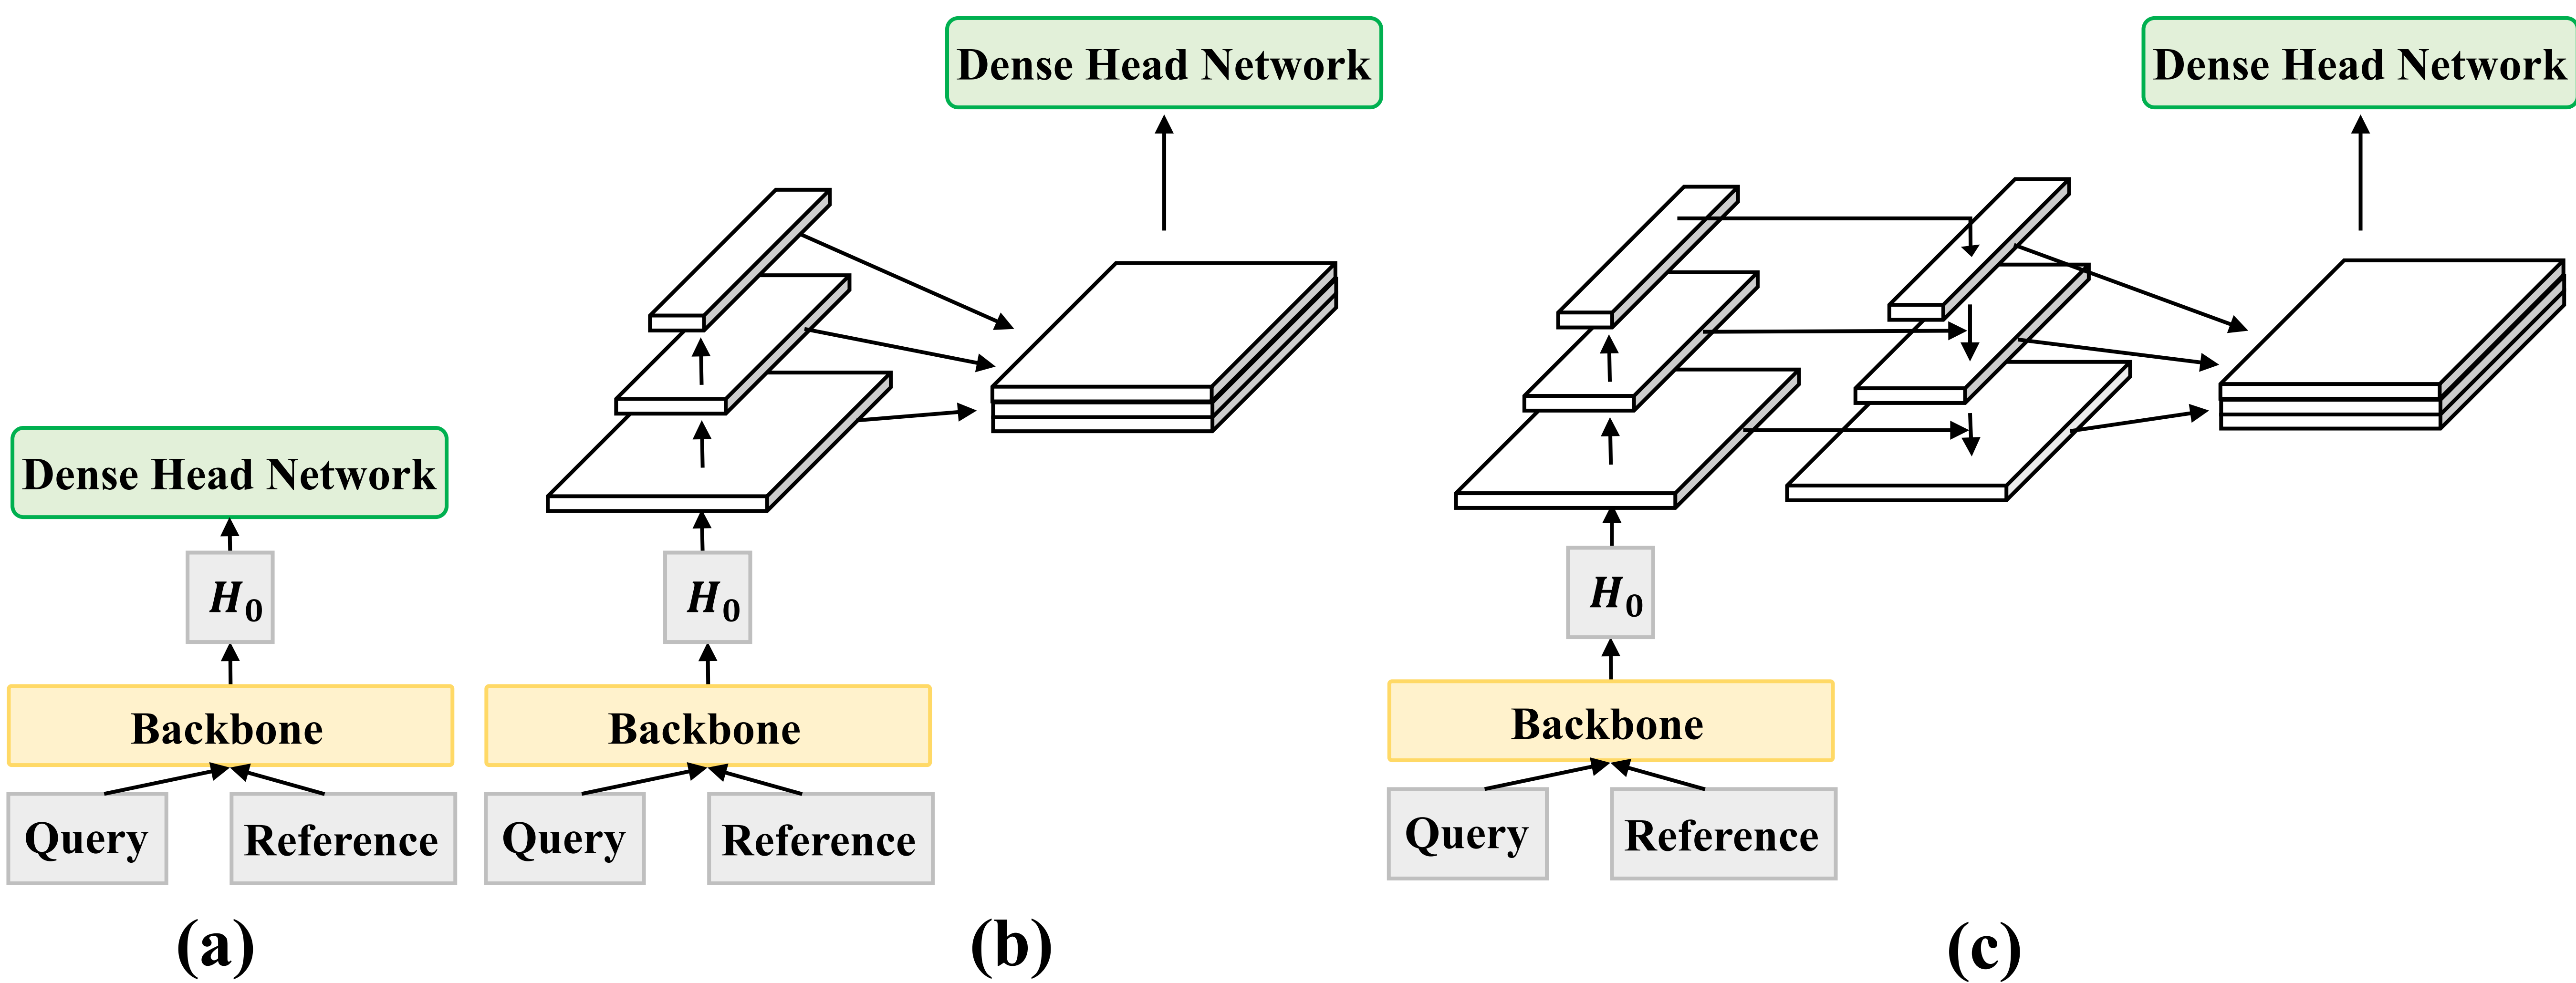 Dense Head Network
H₀
Backbone
Query Reference
(a)
Dense Head Network
H₀
Backbone
Query Reference
(b)
Dense Head Network
H₀
Backbone
Query Reference
(c)